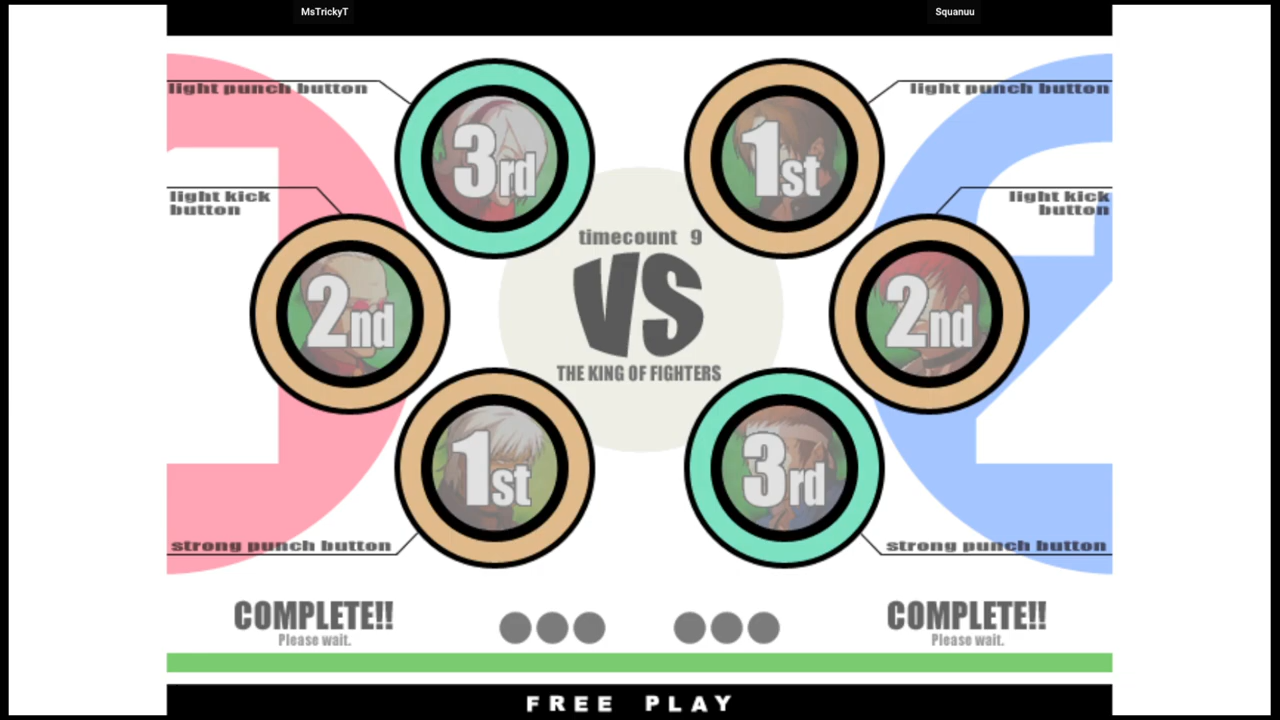 MsTrickyT
Squanuu
light punch button
light punch button
3rd
1st
light kick
button
light kick
button
timecount 9
VS
THE KING OF FIGHTERS
2nd
2nd
1st
3rd
strong punch button
strong punch button
COMPLETE!!
Please wait.
COMPLETE!!
Please wait.
FREE PLAY
1
2